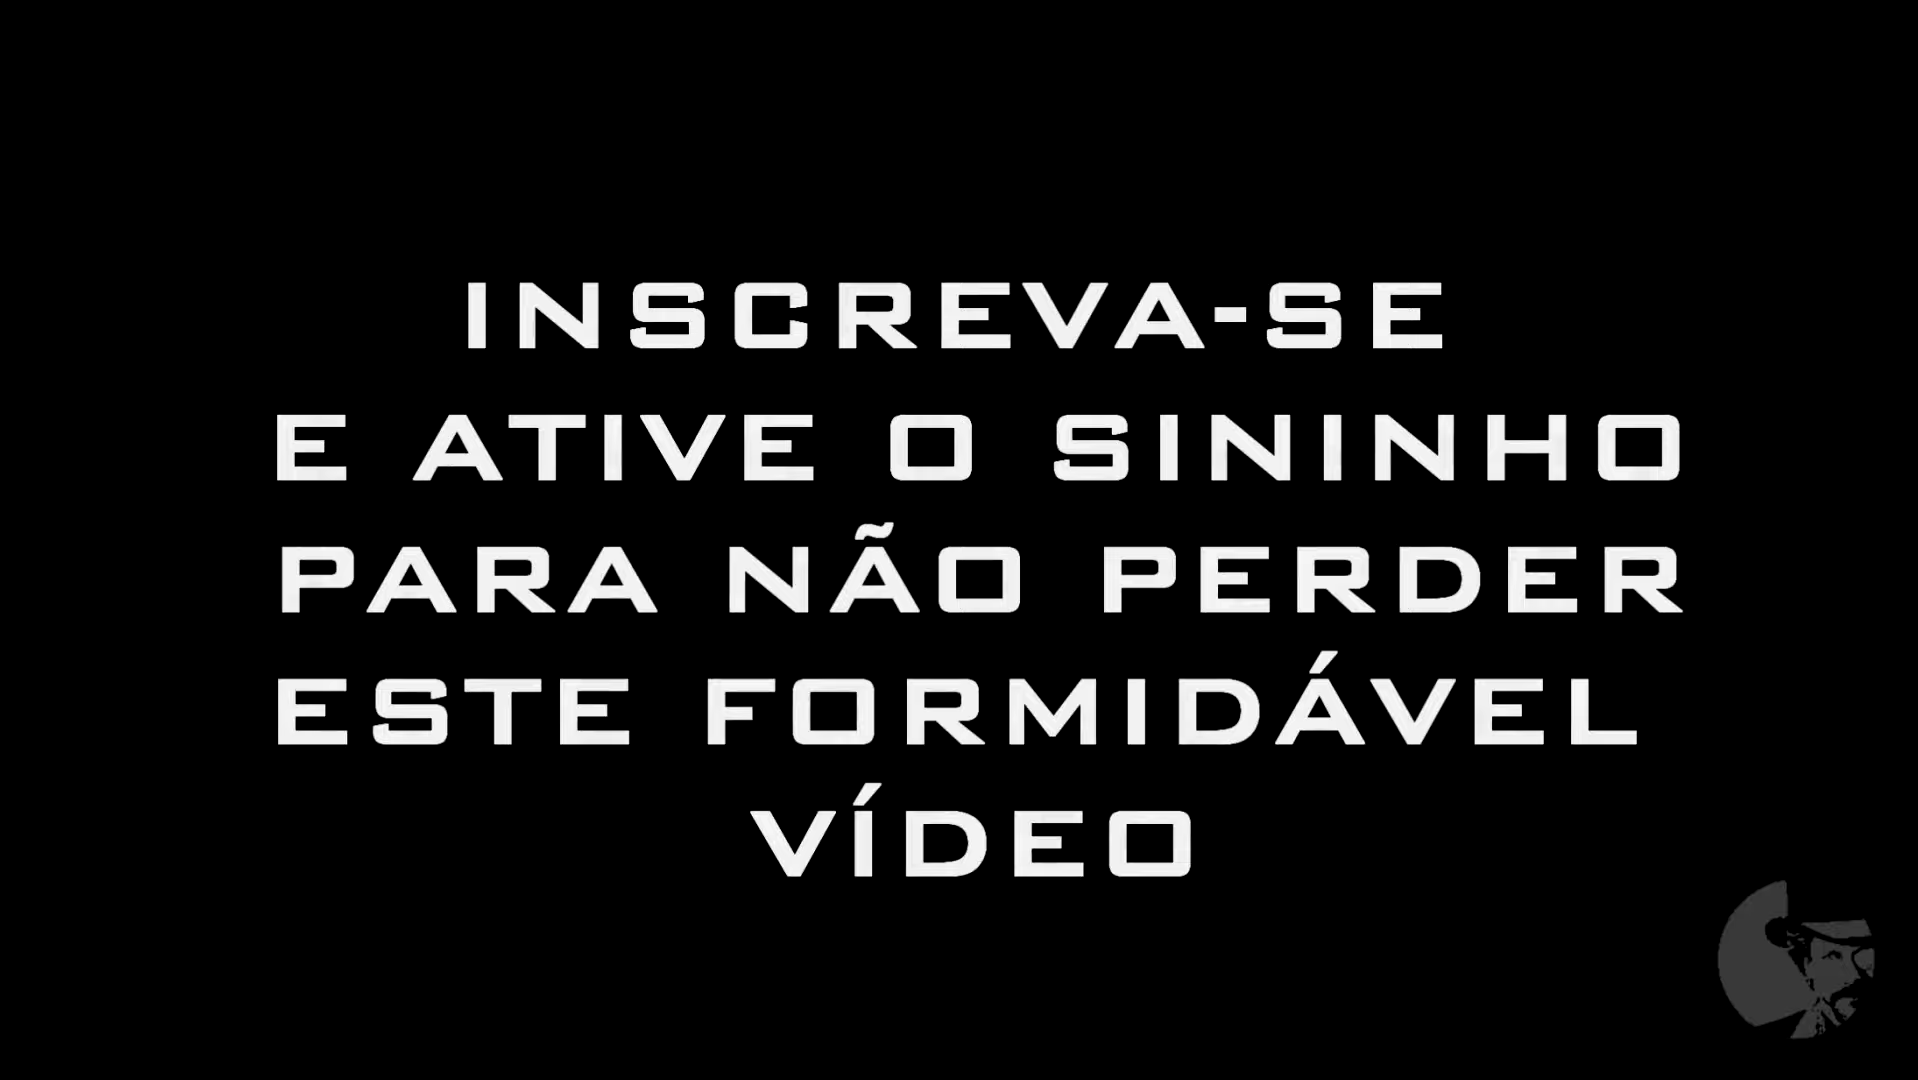 INSCREVA-SE
E ATIVE O SININHO
PARA NÃO PERDER
ESTE FORMIDÁVEL
VÍDEO